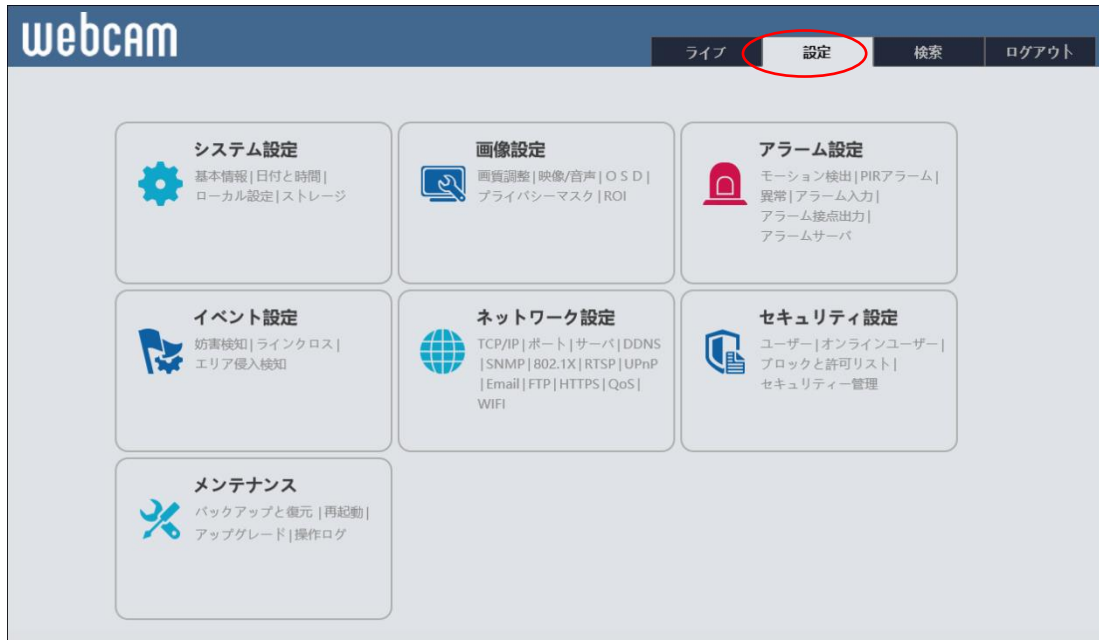 webcam
ライブ 設定 検索 ログアウト
システム設定
基本情報|日付と時間|
ローカル設定|ストレージ
画像設定
画質調整|映像/音声|ＯＳＤ|
プライバシーマスク|ROI
アラーム設定
モーション検出|PIRアラーム|
異常|アラーム入力|
アラーム接点出力|
アラームサーバ
イベント設定
妨害検知|ラインクロス|
エリア侵入検知
ネットワーク設定
TCP/IP|ポート|サーバ|DDNS
|SNMP|802.1X|RTSP|UPnP
|Email|FTP|HTTPS|QoS|
WIFI
セキュリティ設定
ユーザー|オンラインユーザー|
ブロックと許可リスト|
セキュリティー管理
メンテナンス
バックアップと復元|再起動|
アップグレード|操作ログ